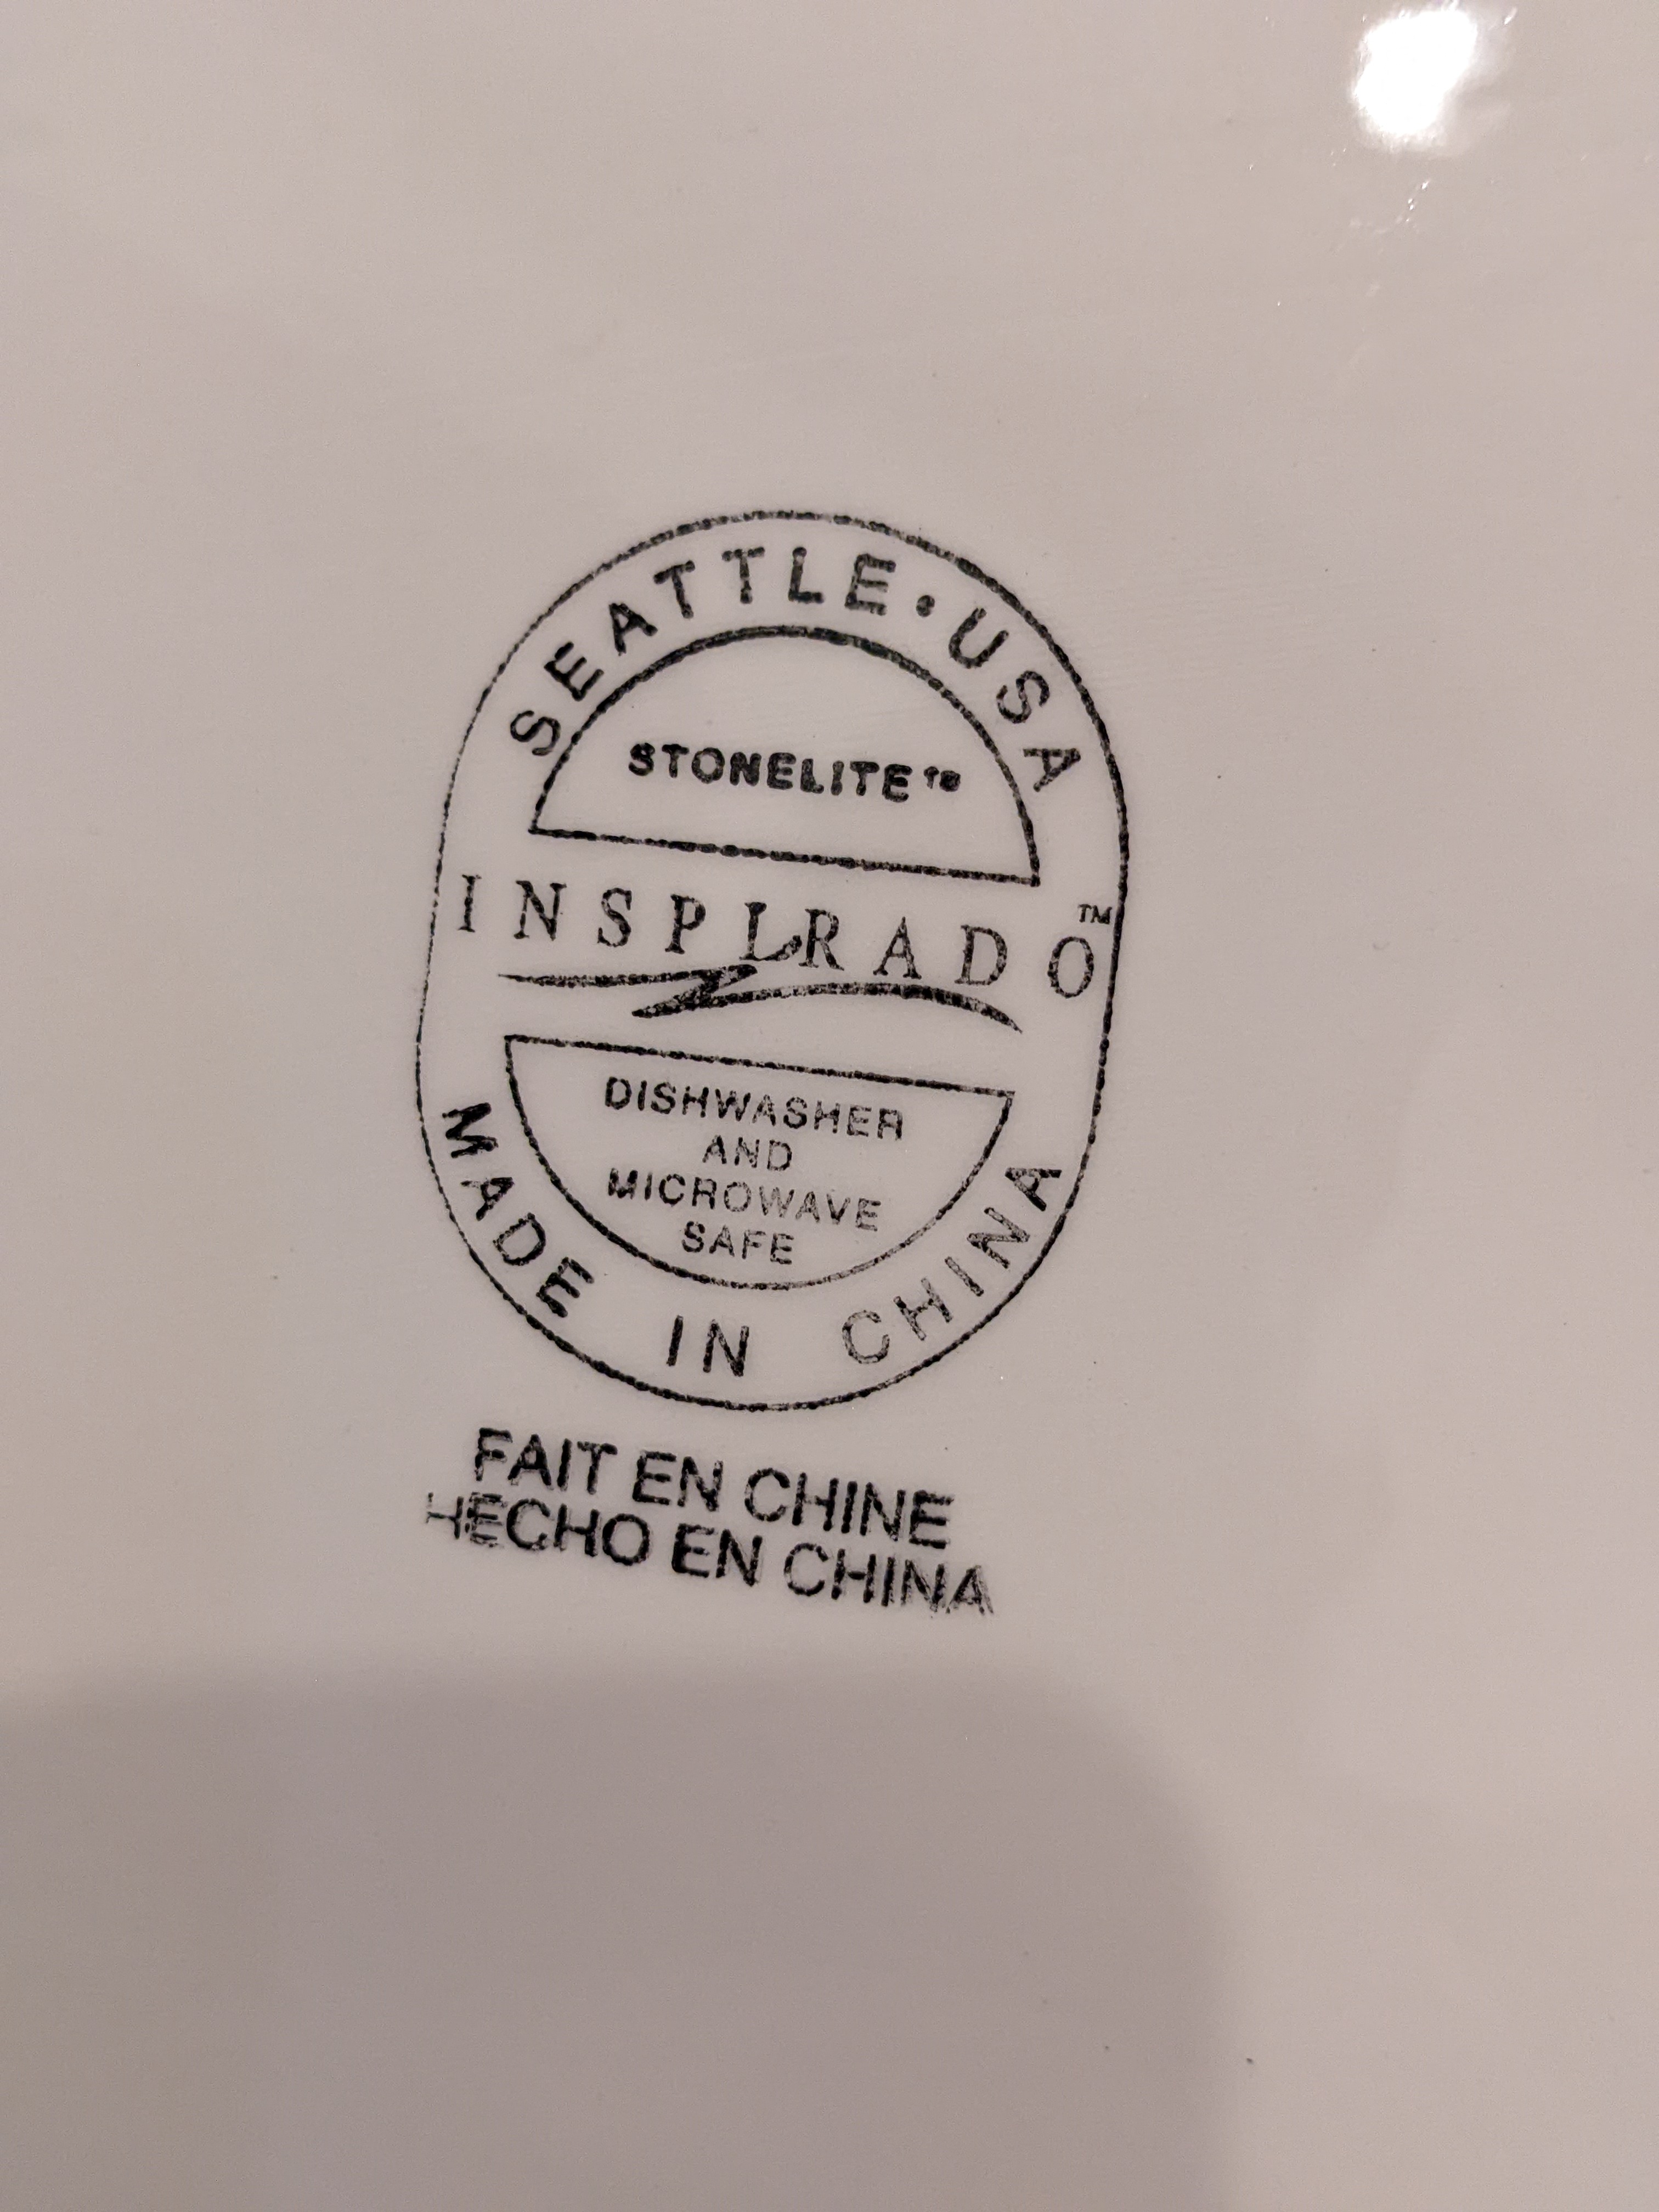 SEATTLE • USA
STONELITE™
INSPIRADO™
DISHWASHER
AND
MICROWAVE
SAFE
MADE IN CHINA
FAIT EN CHINE
HECHO EN CHINA